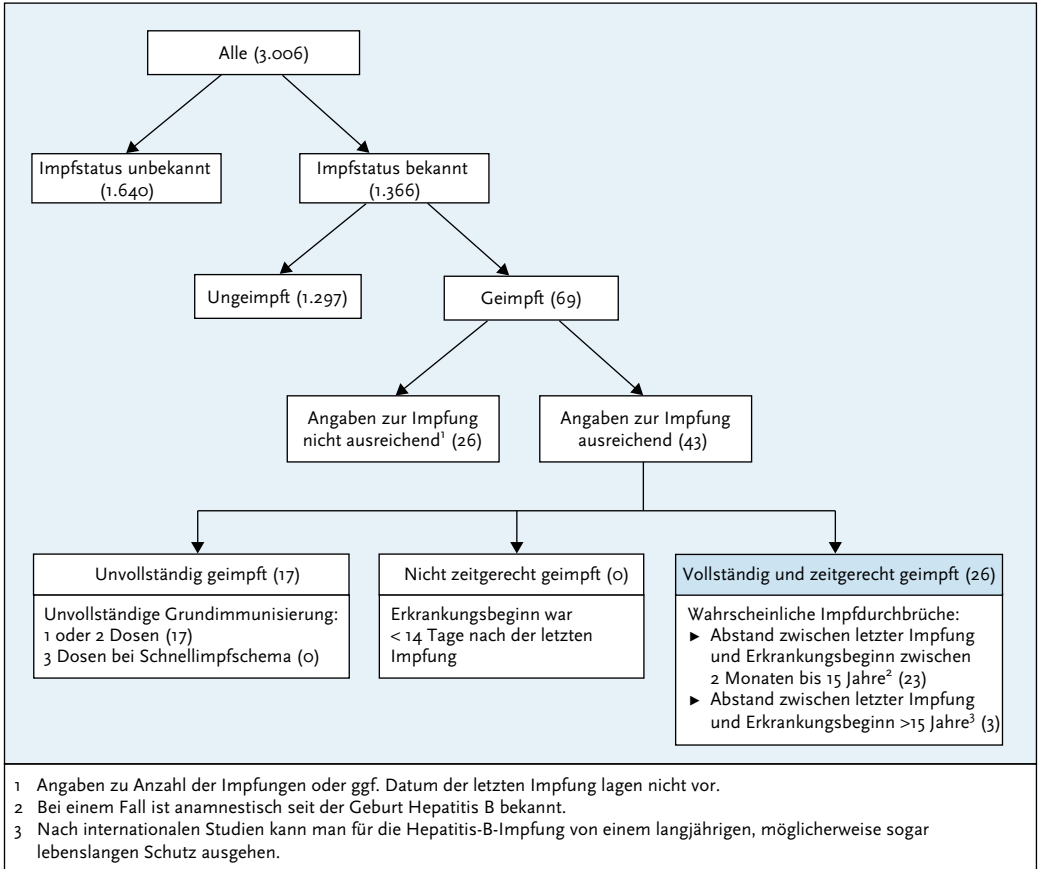 Alle (3.006)
Impfstatus unbekannt
(1.640)
Impfstatus bekannt
(1.366)
Ungeimpft (1.297)
Geimpft (69)
Angaben zur Impfung
nicht ausreichend¹ (26)
Angaben zur Impfung
ausreichend (43)
Unvollständig geimpft (17)
Unvollständige Grundimmunisierung:
1 oder 2 Dosen (17)
3 Dosen bei Schnellimpfschema (0)
Nicht zeitgerecht geimpft (0)
Erkrankungsbeginn war
< 14 Tage nach der letzten
Impfung
Vollständig und zeitgerecht geimpft (26)
Wahrscheinliche Impfdurchbrüche:
► Abstand zwischen letzter Impfung
und Erkrankungsbeginn zwischen
2 Monaten bis 15 Jahre² (23)
► Abstand zwischen letzter Impfung
und Erkrankungsbeginn >15 Jahre³ (3)
1 Angaben zu Anzahl der Impfungen oder ggf. Datum der letzten Impfung lagen nicht vor.
2 Bei einem Fall ist anamnestisch seit der Geburt Hepatitis B bekannt.
3 Nach internationalen Studien kann man für die Hepatitis-B-Impfung von einem langjährigen, möglicherweise sogar
lebenslangen Schutz ausgehen.